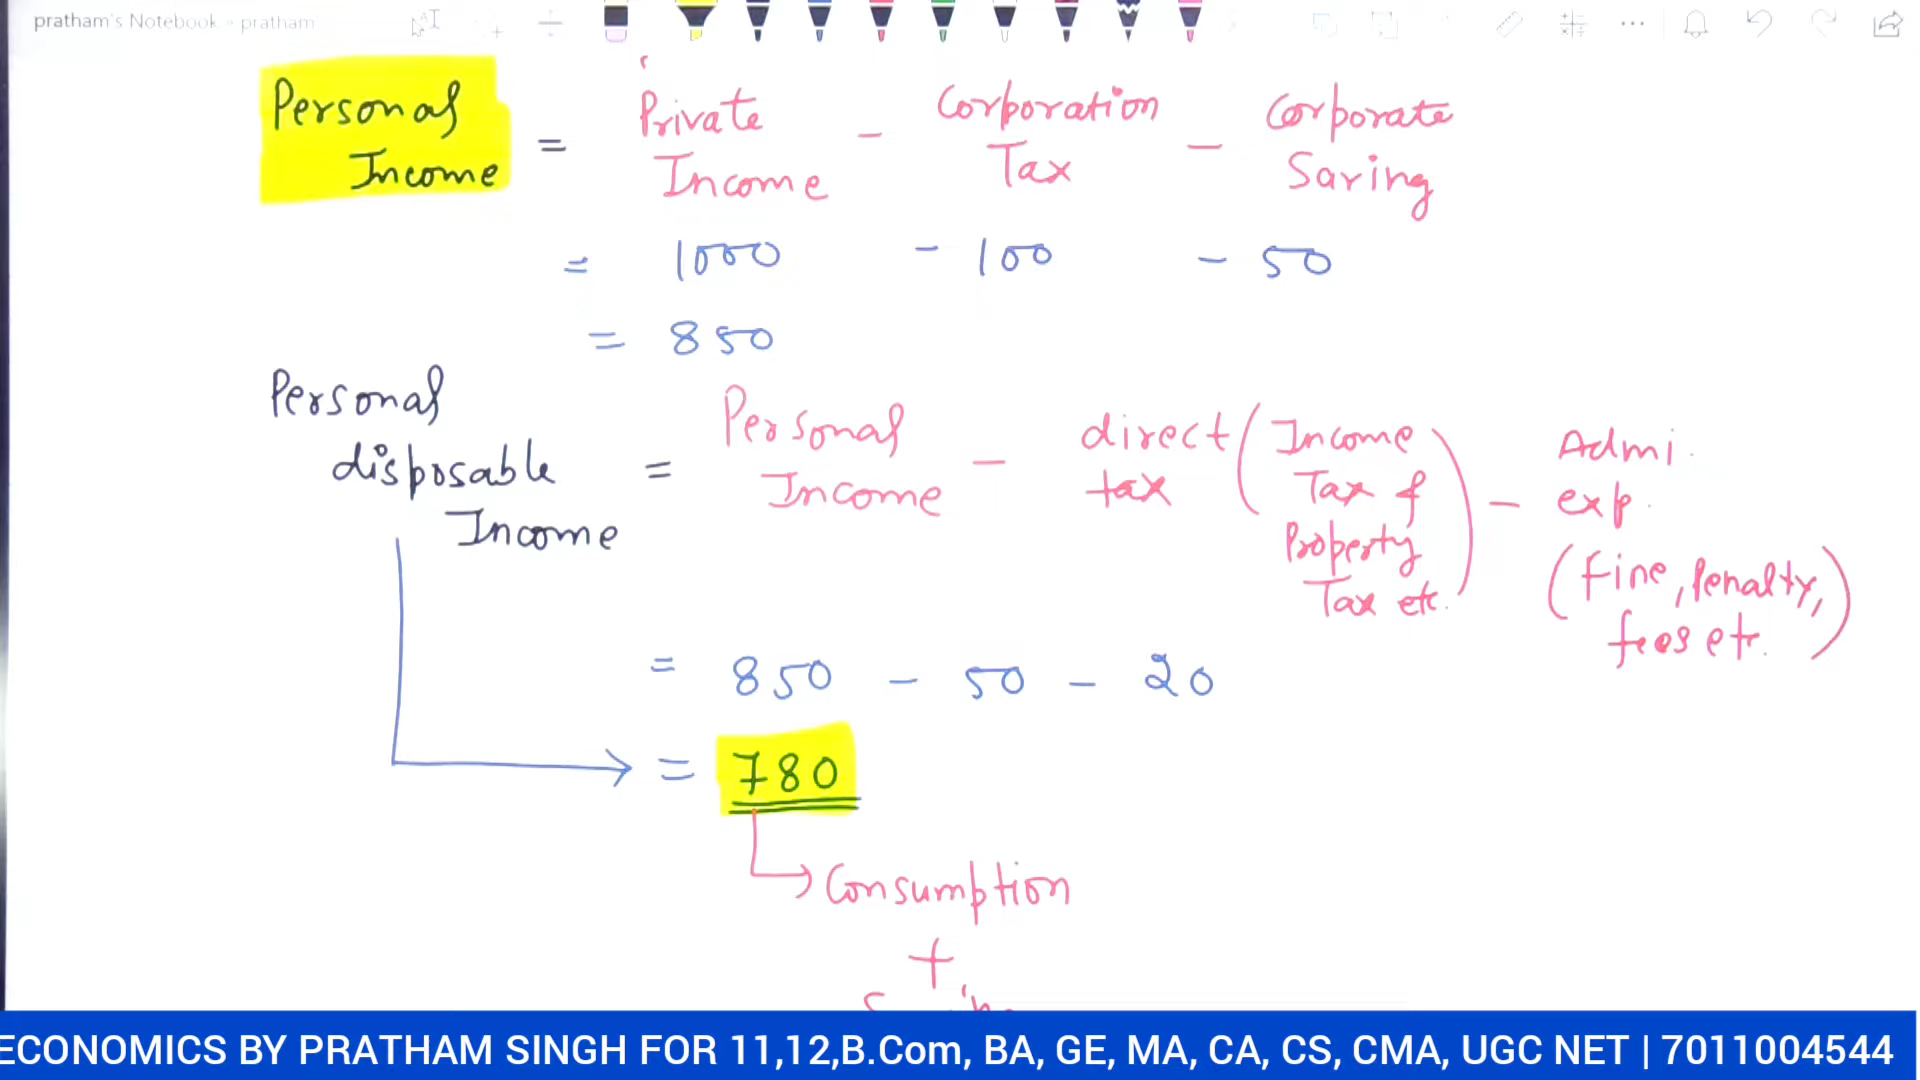 pratham's Notebook » pratham
Personal Income = Private Income - Corporation Tax - Corporate Saving
= 1000 - 100 - 50
= 850
Personal disposable Income = Personal Income - direct tax (Income Tax & Property Tax etc.) - Admi. exp. (fine, Penalty, fees etc.)
= 850 - 50 - 20
= 780
Consumption
+
ECONOMICS BY PRATHAM SINGH FOR 11,12,B.Com, BA, GE, MA, CA, CS, CMA, UGC NET | 7011004544